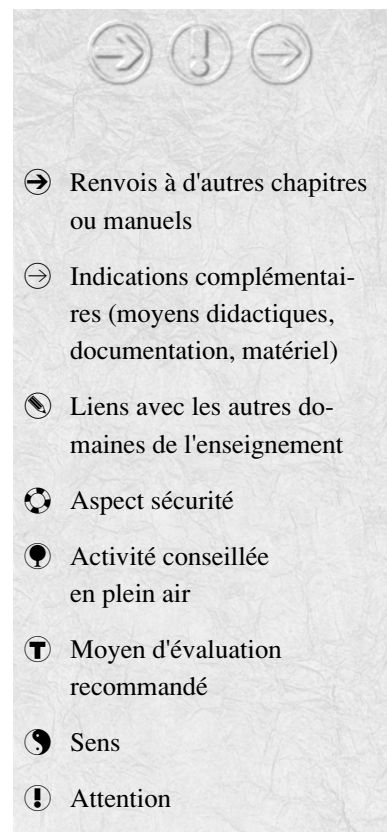 Renvois à d'autres chapitres
ou manuels
Indications complémentai-
res (moyens didactiques,
documentation, matériel)
Liens avec les autres do-
maines de l'enseignement
Aspect sécurité
Activité conseillée
en plein air
T Moyen d'évaluation
recommandé
Sens
! Attention